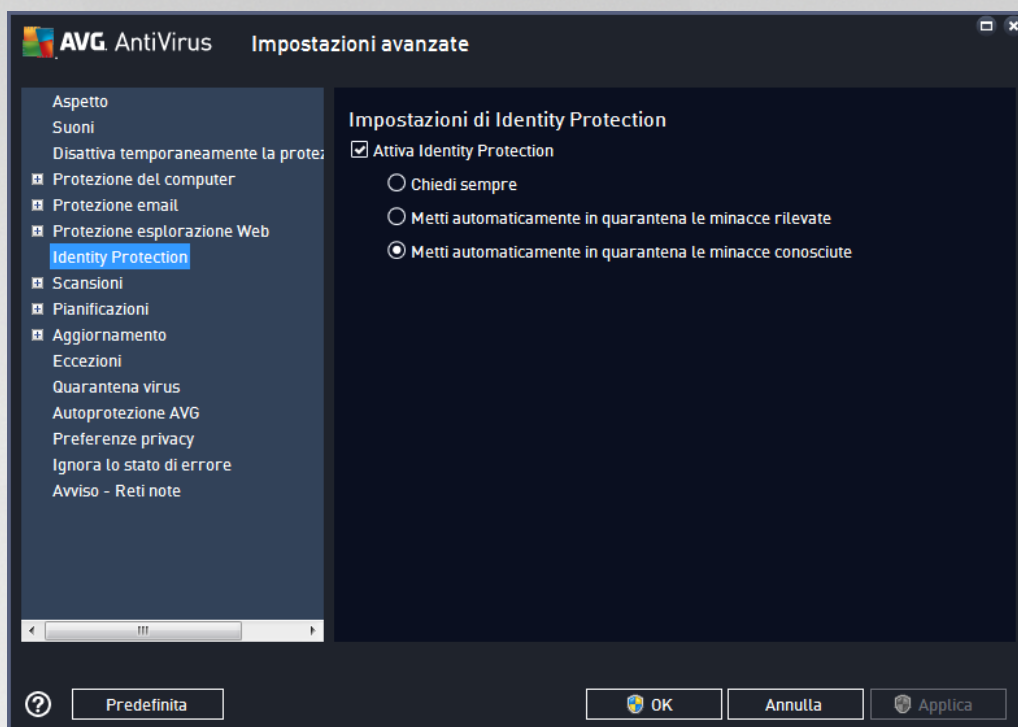 AVG. AntiVirus
Impostazioni avanzate
Aspetto
Suoni
Disattiva temporaneamente la protez
Protezione del computer
Protezione email
Protezione esplorazione Web
Identity Protection
Scansioni
Pianificazioni
Aggiornamento
Eccezioni
Quarantena virus
Autoprotezione AVG
Preferenze privacy
Ignora lo stato di errore
Avviso - Reti note
Impostazioni di Identity Protection
Attiva Identity Protection
Chiedi sempre
Metti automaticamente in quarantena le minacce rilevate
Metti automaticamente in quarantena le minacce conosciute
?
Predefinita
OK
Annulla
Applica